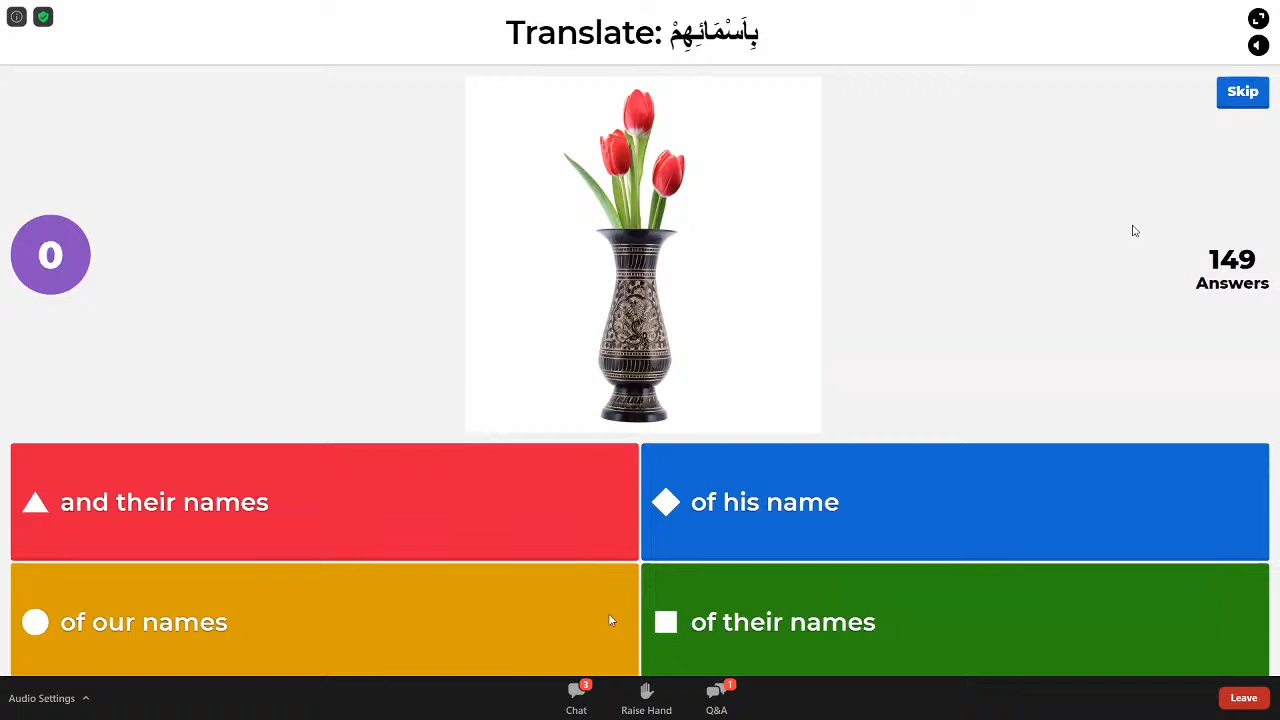 Translate: بِاَسْمَائِهِمْ
Skip
0
149
Answers
and their names
of his name
of our names
of their names
Audio Settings
3
Chat
Raise Hand
1
Q&A
Leave